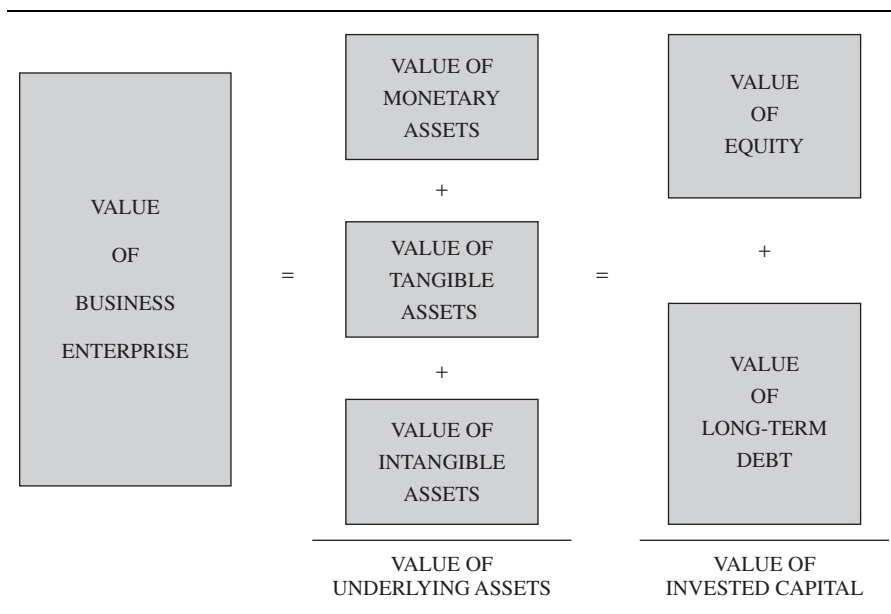 VALUE
OF
BUSINESS
ENTERPRISE
=
VALUE OF
MONETARY
ASSETS
+
VALUE OF
TANGIBLE
ASSETS
+
VALUE OF
INTANGIBLE
ASSETS
VALUE OF
UNDERLYING ASSETS
=
VALUE
OF
EQUITY
+
VALUE
OF
LONG-TERM
DEBT
VALUE OF
INVESTED CAPITAL